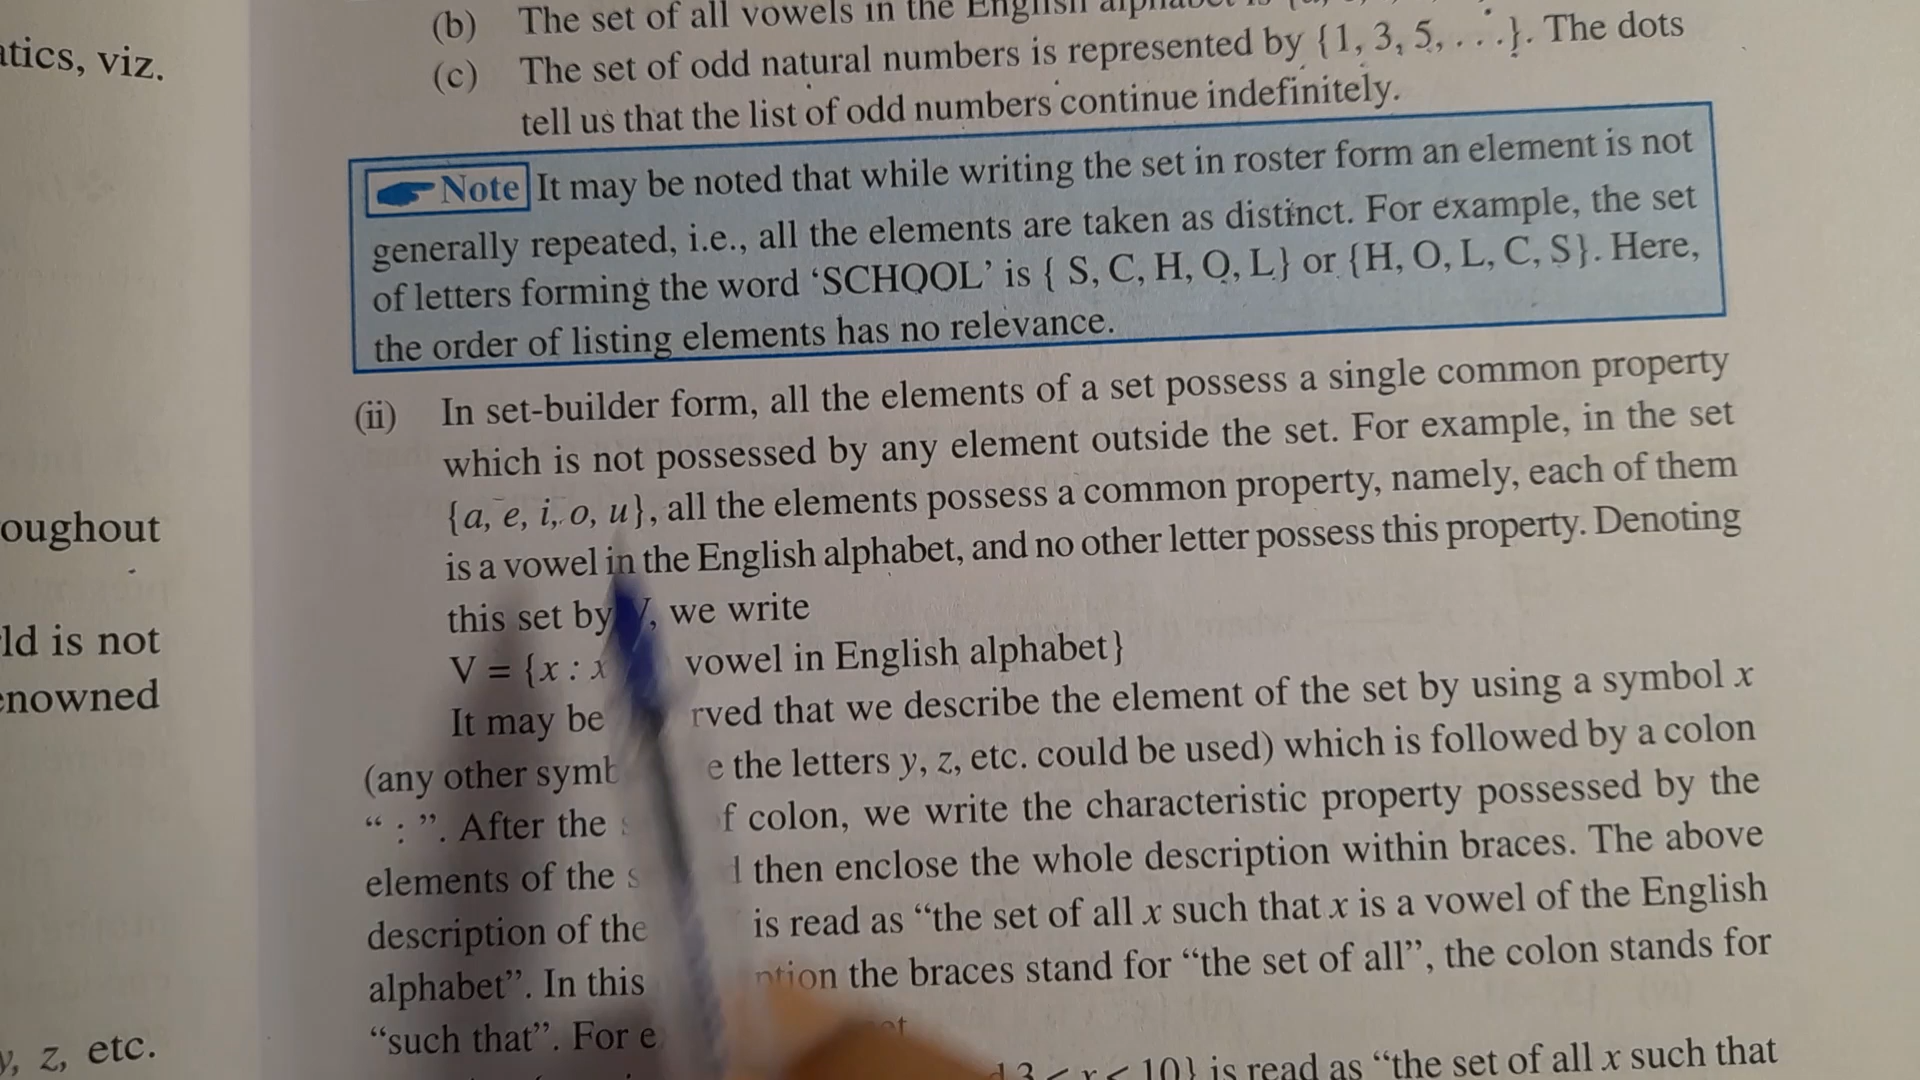 atics, viz.
oughout
ld is not
enowned
y, z, etc.
(b) The set of all vowels in the English alphabet is {a,
(c) The set of odd natural numbers is represented by {1, 3, 5, . . .}. The dots
tell us that the list of odd numbers continue indefinitely.
Note It may be noted that while writing the set in roster form an element is not
generally repeated, i.e., all the elements are taken as distinct. For example, the set
of letters forming the word ‘SCHOOL’ is { S, C, H, O, L} or {H, O, L, C, S}. Here,
the order of listing elements has no relevance.
(ii) In set-builder form, all the elements of a set possess a single common property
which is not possessed by any element outside the set. For example, in the set
{a, e, i, o, u}, all the elements possess a common property, namely, each of them
is a vowel in the English alphabet, and no other letter possess this property. Denoting
this set by V, we write
V = {x : x vowel in English alphabet}
It may be rved that we describe the element of the set by using a symbol x
(any other symb e the letters y, z, etc. could be used) which is followed by a colon
“ : ”. After the f colon, we write the characteristic property possessed by the
elements of the then enclose the whole description within braces. The above
description of the is read as “the set of all x such that x is a vowel of the English
alphabet”. In this ption the braces stand for “the set of all”, the colon stands for
“such that”. For e
3 < x < 10} is read as “the set of all x such that